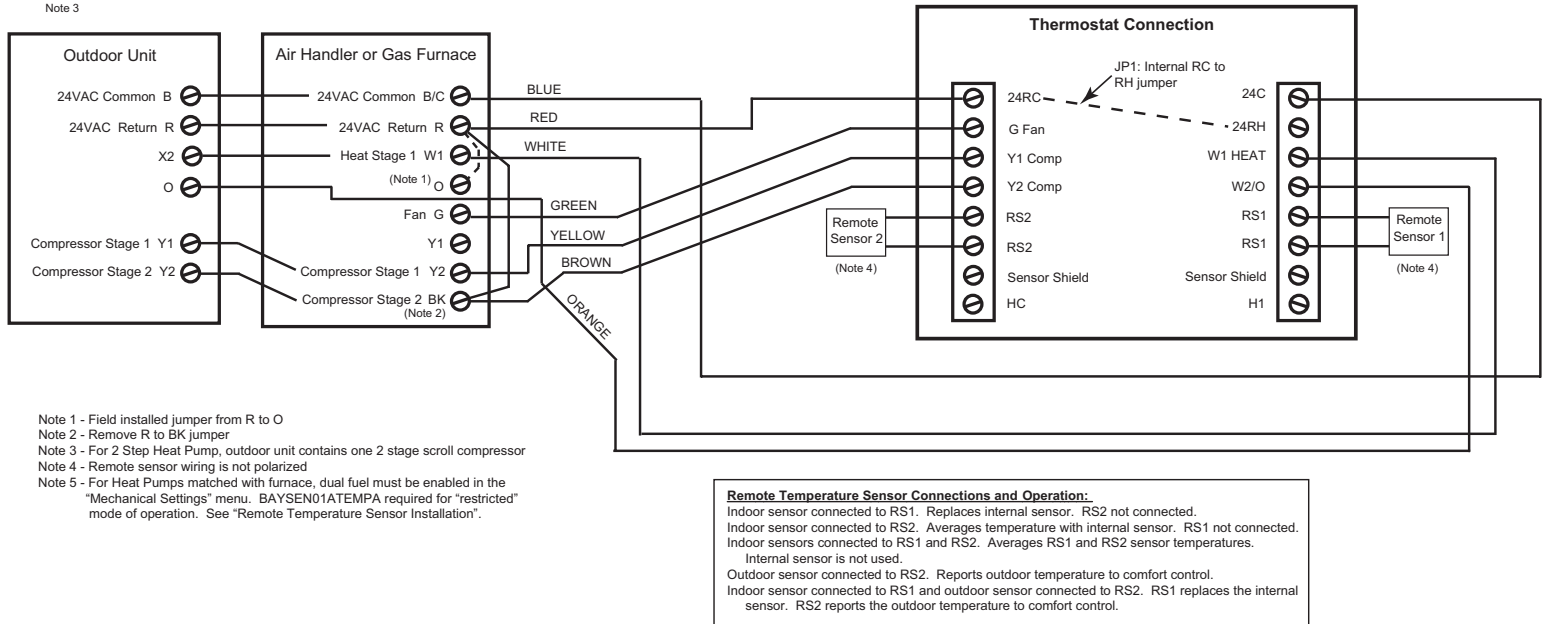 Note 3
Outdoor Unit
24VAC Common B
24VAC Return R
X2
O
Compressor Stage 1 Y1
Compressor Stage 2 Y2
Air Handler or Gas Furnace
24VAC Common B/C
24VAC Return R
Heat Stage 1 W1
(Note 1) O
Fan G
Y1
Compressor Stage 1 Y2
Compressor Stage 2 BK
(Note 2)
BLUE
RED
WHITE
GREEN
YELLOW
BROWN
ORANGE
Thermostat Connection
JP1: Internal RC to
RH jumper
24RC
G Fan
Y1 Comp
Y2 Comp
RS2
RS2
Sensor Shield
HC
24C
24RH
W1 HEAT
W2/O
RS1
RS1
Sensor Shield
H1
Remote
Sensor 2
(Note 4)
Remote
Sensor 1
(Note 4)
Note 1 - Field installed jumper from R to O
Note 2 - Remove R to BK jumper
Note 3 - For 2 Step Heat Pump, outdoor unit contains one 2 stage scroll compressor
Note 4 - Remote sensor wiring is not polarized
Note 5 - For Heat Pumps matched with furnace, dual fuel must be enabled in the
“Mechanical Settings” menu. BAYSEN01ATEMPA required for “restricted”
mode of operation. See “Remote Temperature Sensor Installation”.
Remote Temperature Sensor Connections and Operation:
Indoor sensor connected to RS1. Replaces internal sensor. RS2 not connected.
Indoor sensor connected to RS2. Averages temperature with internal sensor. RS1 not connected.
Indoor sensors connected to RS1 and RS2. Averages RS1 and RS2 sensor temperatures.
Internal sensor is not used.
Outdoor sensor connected to RS2. Reports outdoor temperature to comfort control.
Indoor sensor connected to RS1 and outdoor sensor connected to RS2. RS1 replaces the internal
sensor. RS2 reports the outdoor temperature to comfort control.